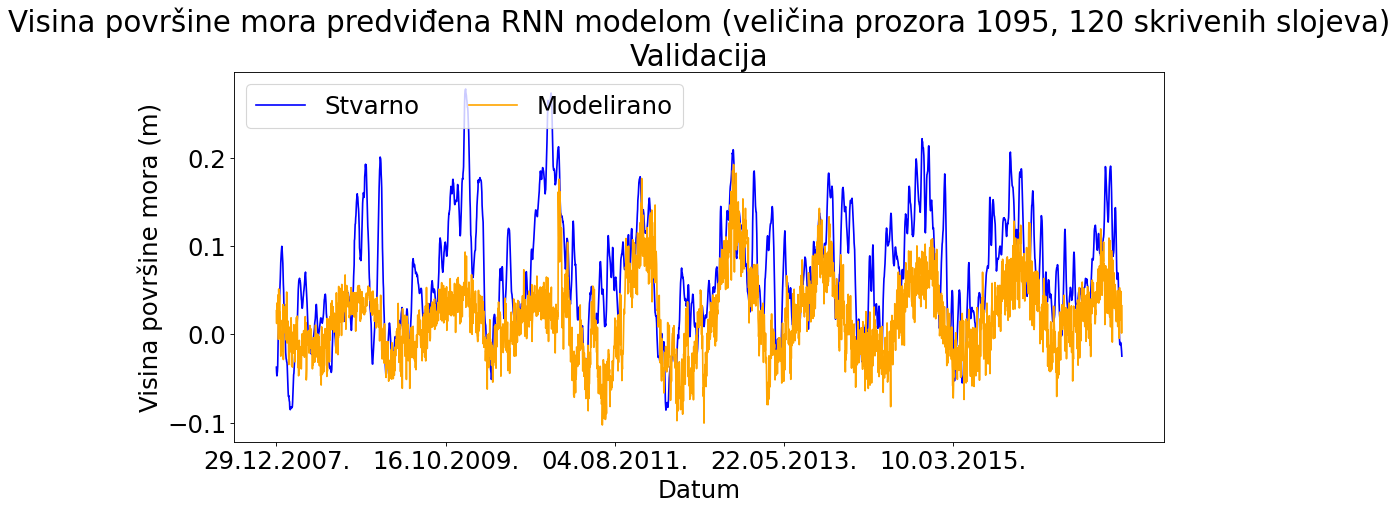 Visina površine mora predviđena RNN modelom (veličina prozora 1095, 120 skrivenih slojeva)
Validacija
Stvarno
Modelirano
Visina površine mora (m)
0.2
0.1
0.0
−0.1
29.12.2007.
16.10.2009.
04.08.2011.
22.05.2013.
10.03.2015.
Datum